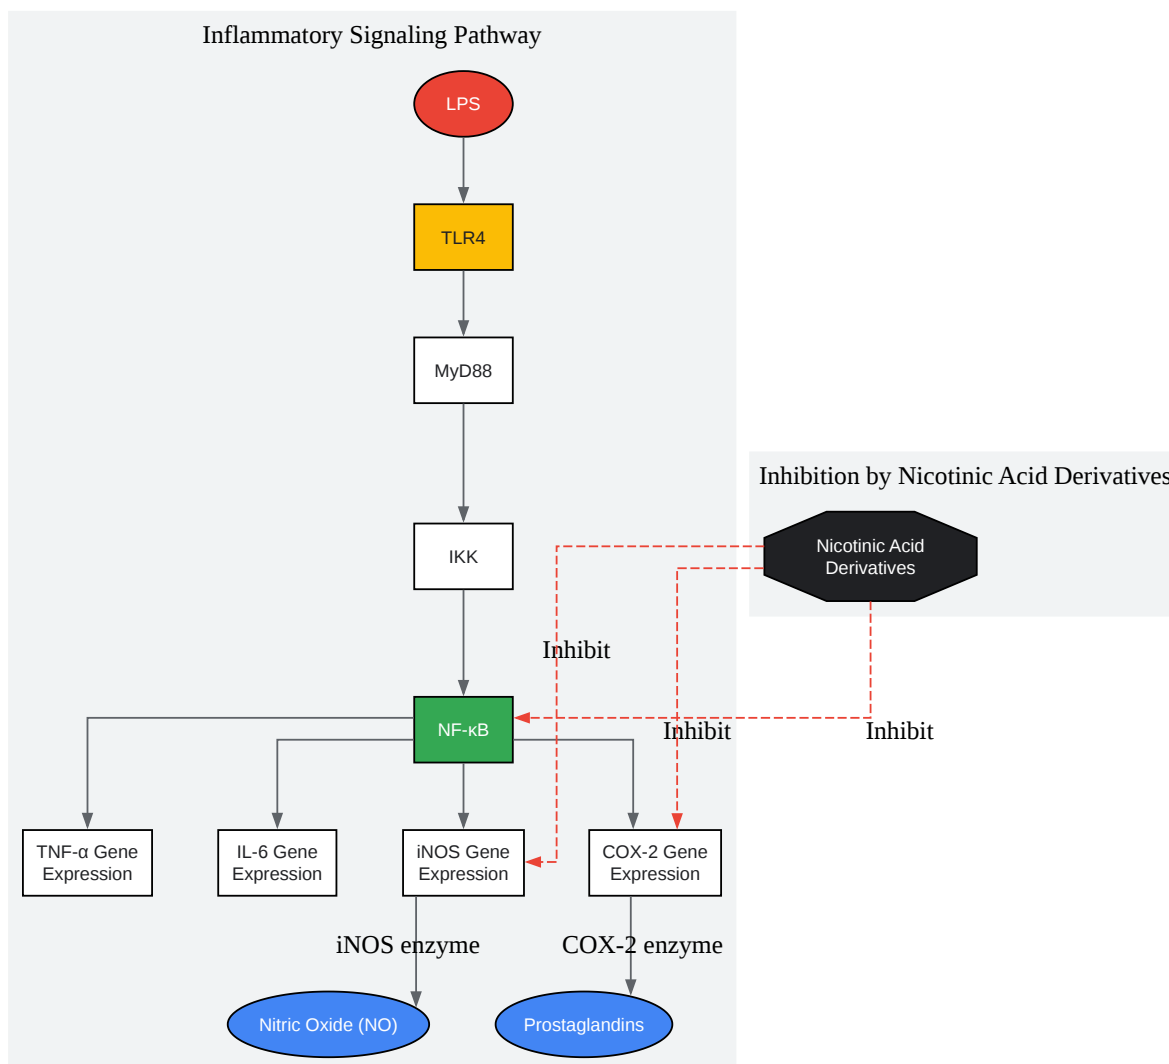 Inflammatory Signaling Pathway
LPS
TLR4
MyD88
Inhibition by Nicotinic Acid Derivatives
Nicotinic Acid
Derivatives
IKK
Inhibit
NF-κB
Inhibit
Inhibit
TNF-α Gene
Expression
IL-6 Gene
Expression
iNOS Gene
Expression
COX-2 Gene
Expression
iNOS enzyme
COX-2 enzyme
Nitric Oxide (NO)
Prostaglandins